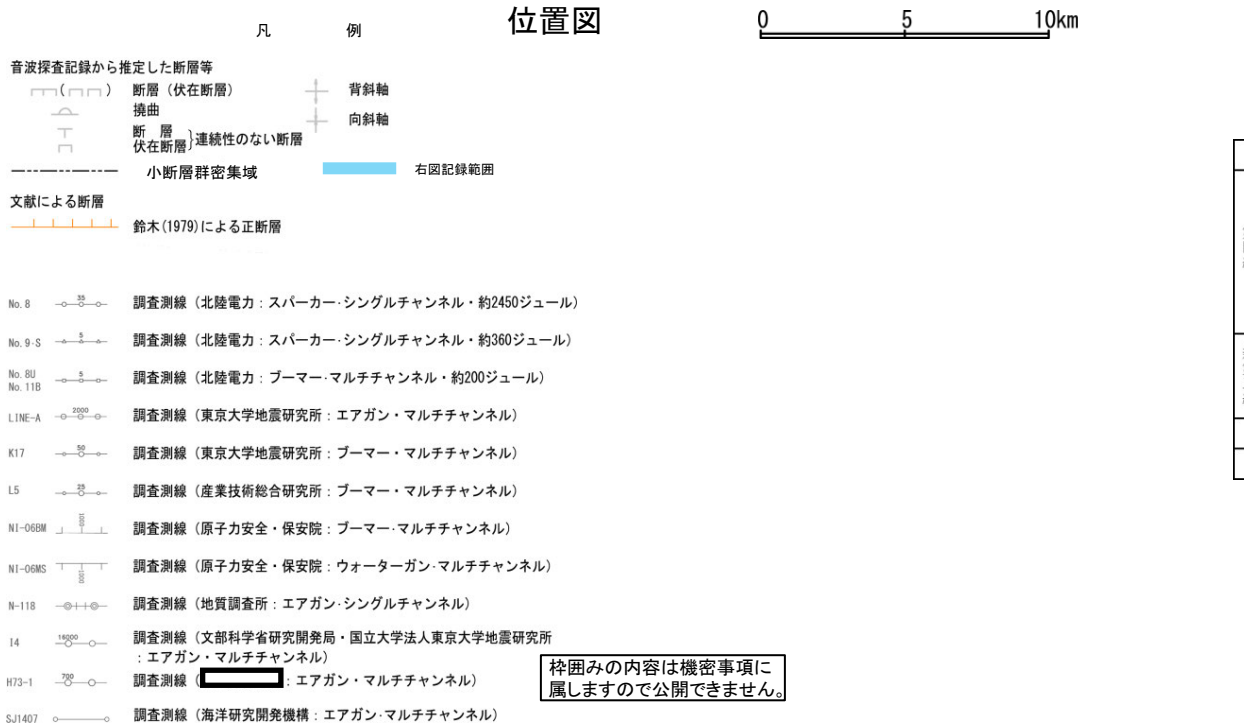 位置図
0 5 10km
凡 例
音波探査記録から推定した断層等
( ) 断層（伏在断層） 背斜軸
撓曲
向斜軸
断 層
伏在断層 }連続性のない断層
小断層群密集域 右図記録範囲
文献による断層
鈴木(1979)による正断層
No. 8 35 調査測線（北陸電力：スパーカー・シングルチャンネル・約2450ジュール）
No. 9-S 5 調査測線（北陸電力：スパーカー・シングルチャンネル・約360ジュール）
No. 8U
No. 11B 5 調査測線（北陸電力：ブーマー・マルチチャンネル・約200ジュール）
LINE-A 2000 調査測線（東京大学地震研究所：エアガン・マルチチャンネル）
K17 50 調査測線（東京大学地震研究所：ブーマー・マルチチャンネル）
L5 25 調査測線（産業技術総合研究所：ブーマー・マルチチャンネル）
NI-06BM 1000 調査測線（原子力安全・保安院：ブーマー・マルチチャンネル）
NI-06MS 1000 調査測線（原子力安全・保安院：ウォーターガン・マルチチャンネル）
N-118 調査測線（地質調査所：エアガン・シングルチャンネル）
I4 16000 調査測線（文部科学省研究開発局・国立大学法人東京大学地震研究所
：エアガン・マルチチャンネル）
H73-1 700 調査測線（ ：エアガン・マルチチャンネル）
SJ1407 調査測線（海洋研究開発機構：エアガン・マルチチャンネル）
枠囲みの内容は機密事項に
属しますので公開できません。